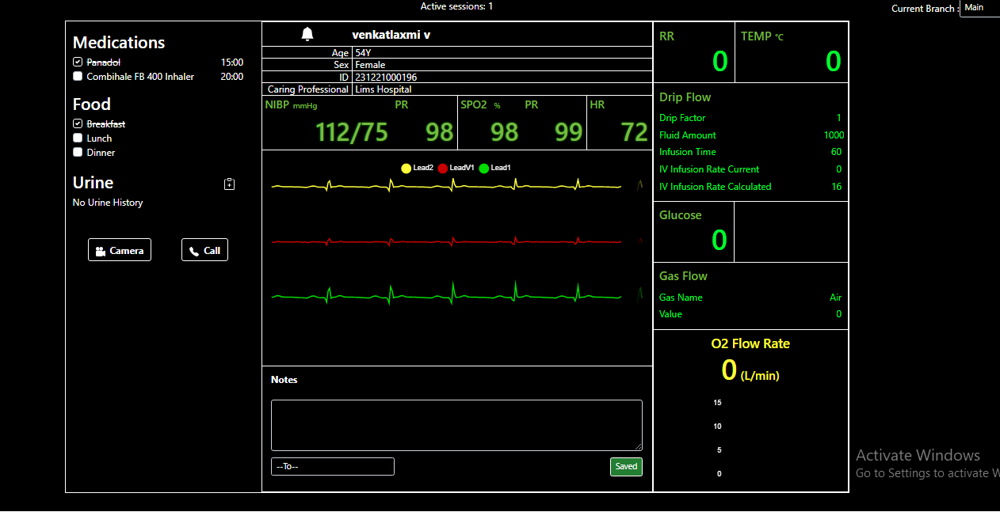 Active sessions: 1
Current Branch : Main
Medications
Panadol 15:00
Combihale FB 400 Inhaler 20:00
Food
Breakfast
Lunch
Dinner
Urine
No Urine History
Camera Call
venkatlaxmi v
Age 54Y
Sex Female
ID 231221000196
Caring Professional Lims Hospital
NIBP mmHg PR SPO2 % PR HR
112/75 98 98 99 72
Lead2 LeadV1 Lead1
Notes
--To-- Saved
RR TEMP °C
0 0
Drip Flow
Drip Factor 1
Fluid Amount 1000
Infusion Time 60
IV Infusion Rate Current 0
IV Infusion Rate Calculated 16
Glucose
0
Gas Flow
Gas Name Air
Value 0
O2 Flow Rate
0 (L/min)
15
10
5
0
Activate Windows
Go to Settings to activate W